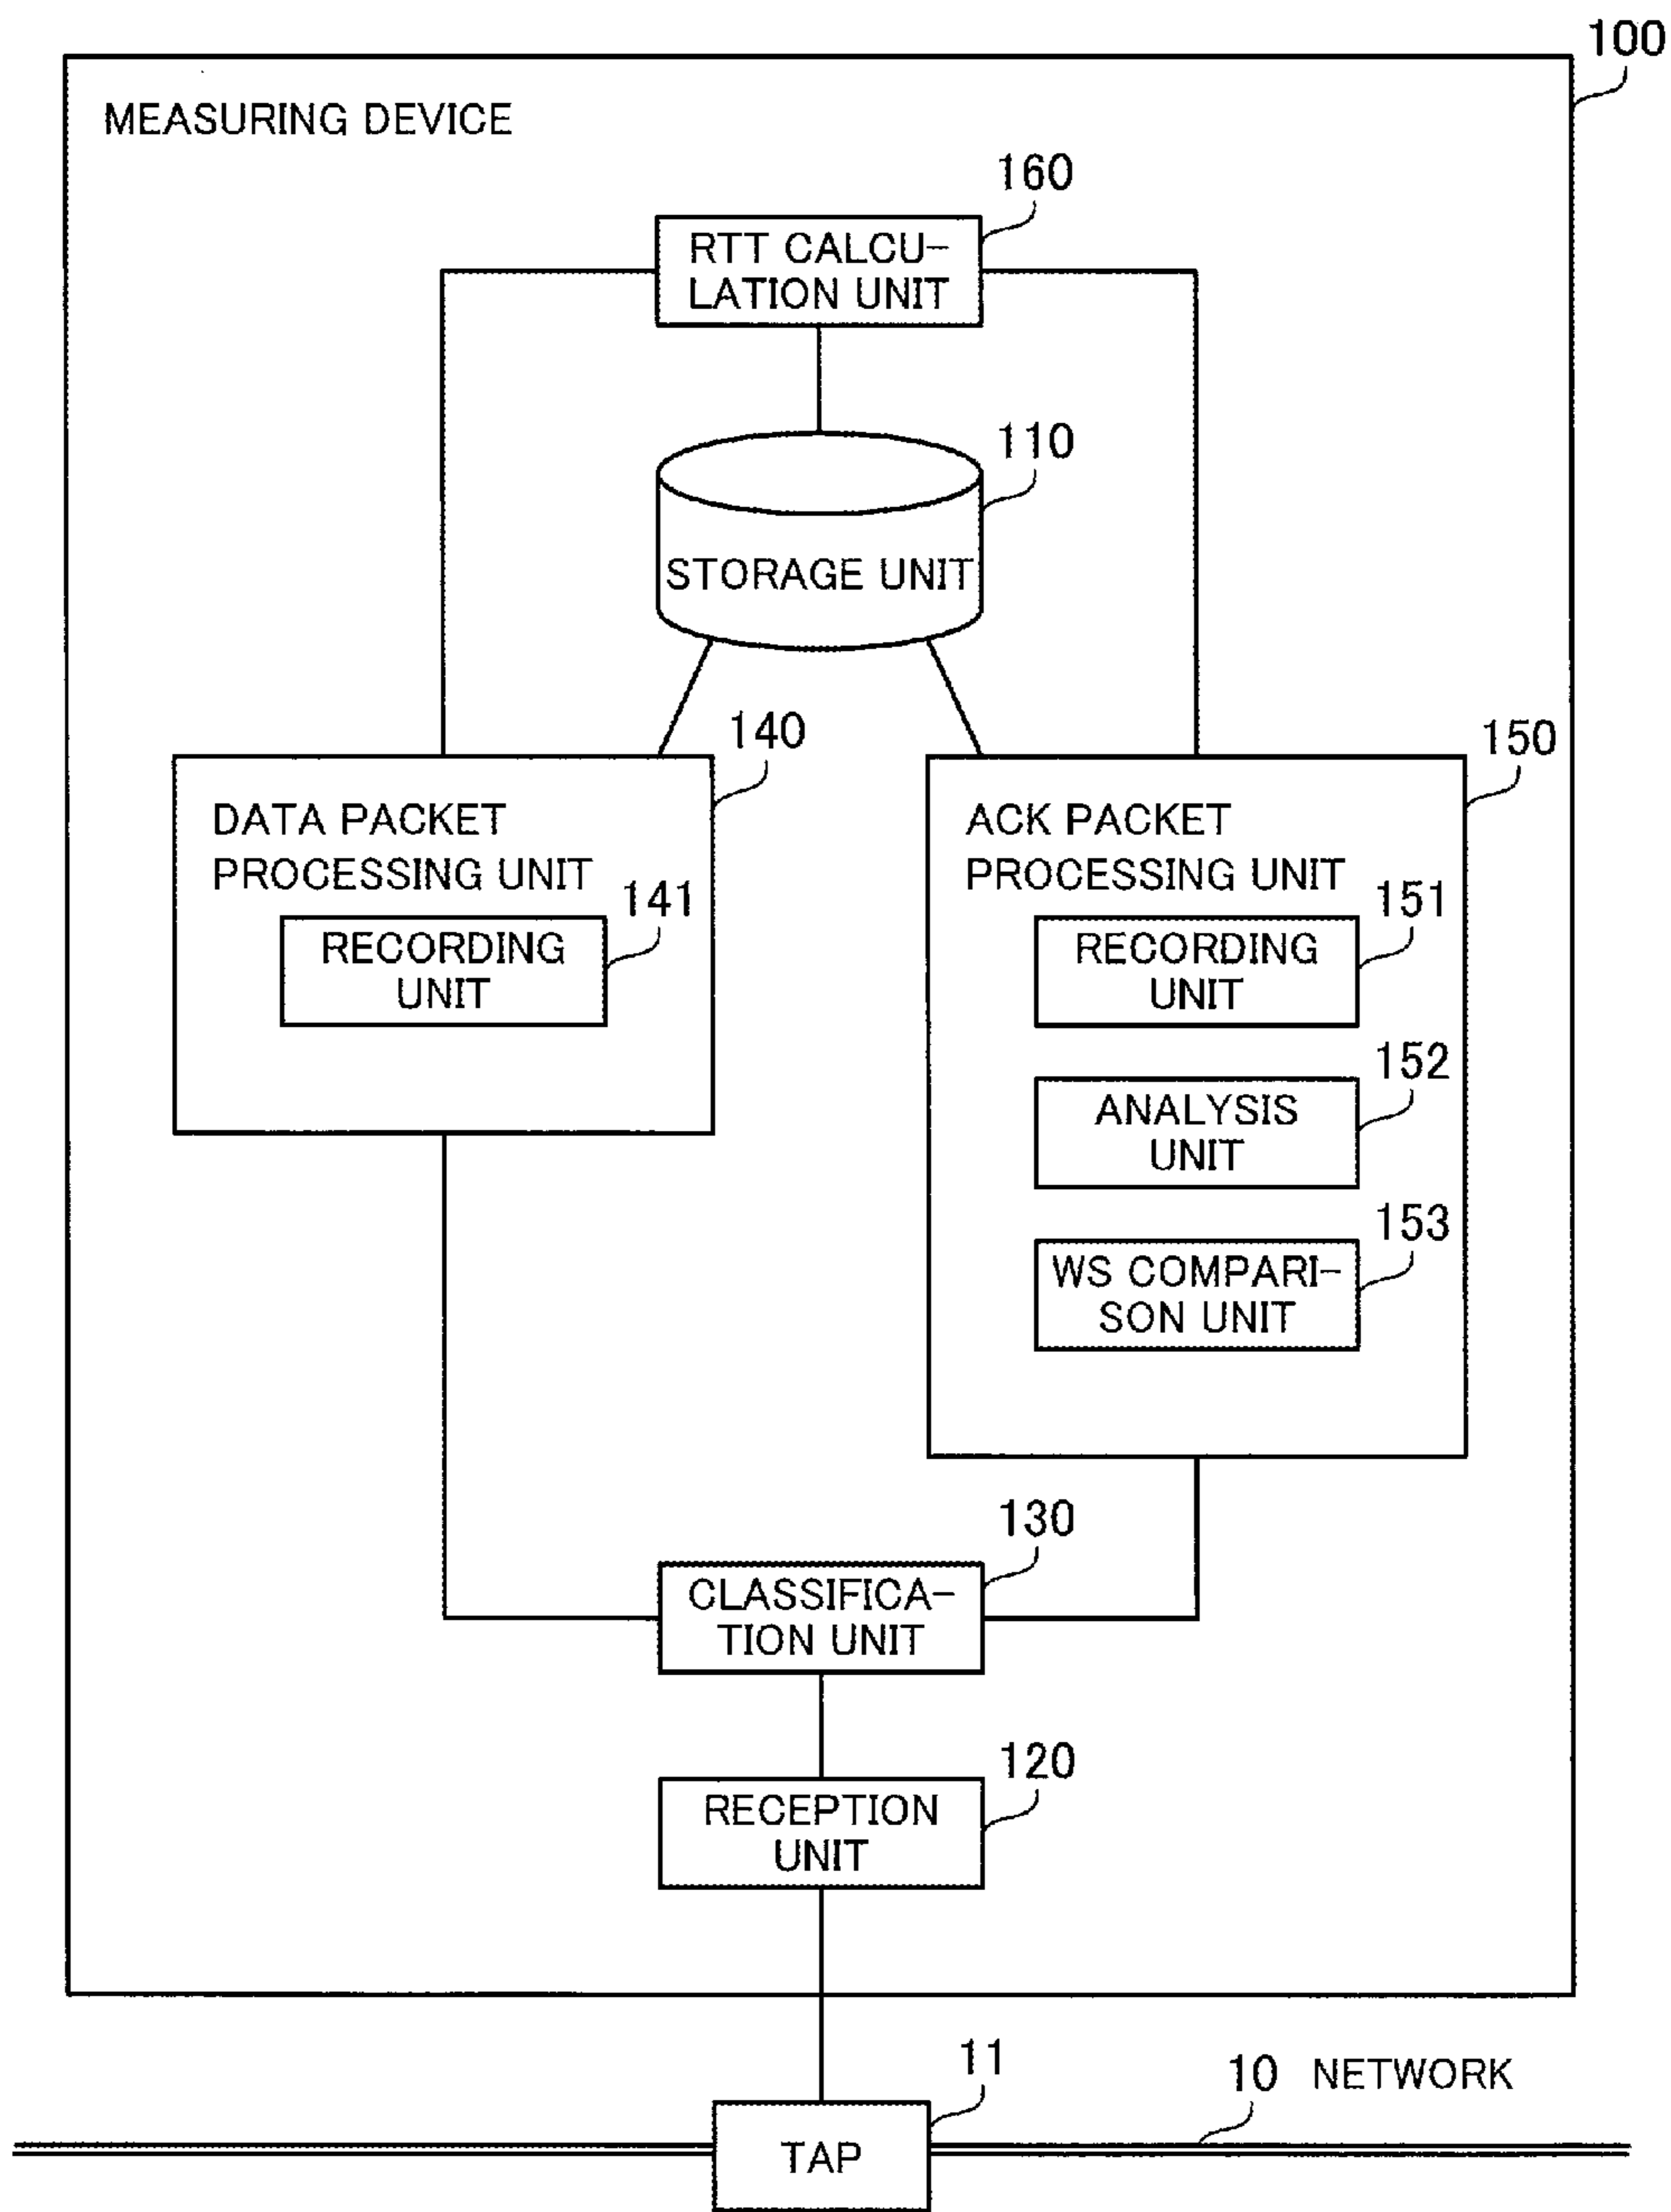 100
MEASURING DEVICE
160
RTT CALCU-
LATION UNIT
110
STORAGE UNIT
140
150
DATA PACKET
PROCESSING UNIT
141
RECORDING
UNIT
ACK PACKET
PROCESSING UNIT
151
RECORDING
UNIT
152
ANALYSIS
UNIT
153
WS COMPARI-
SON UNIT
130
CLASSIFICA-
TION UNIT
120
RECEPTION
UNIT
11
10 NETWORK
TAP